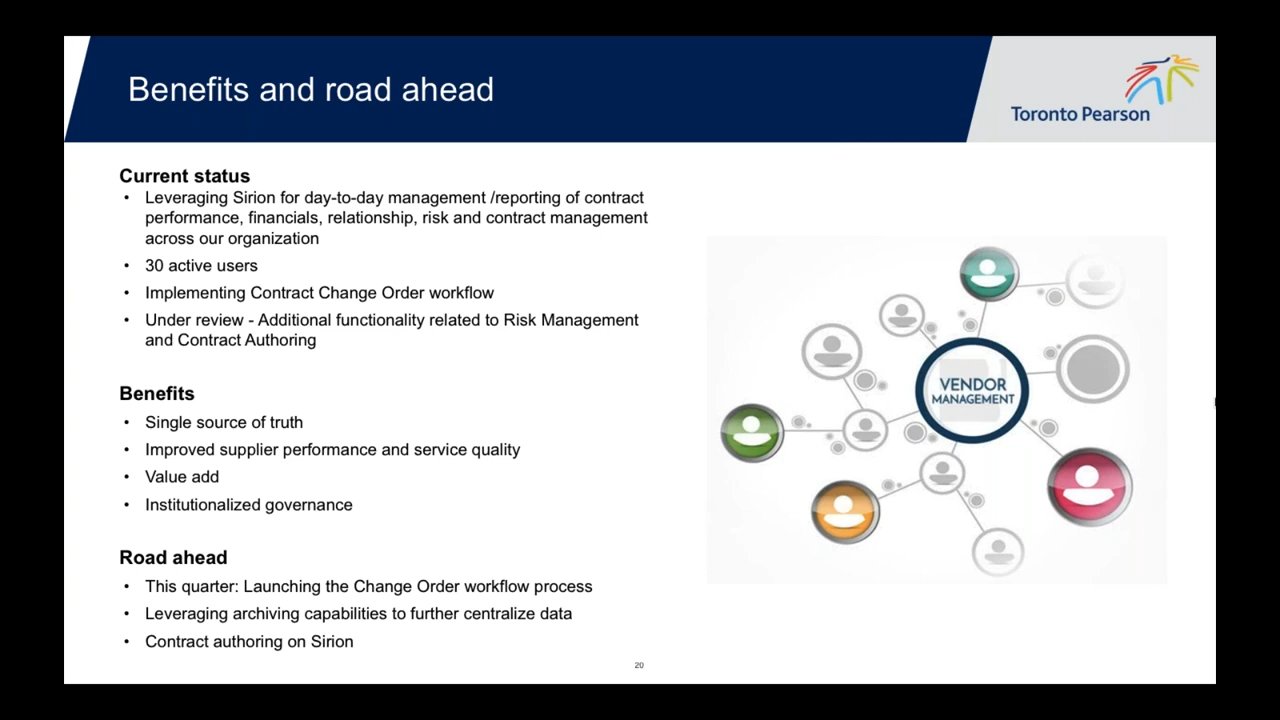 Benefits and road ahead
Toronto Pearson
Current status
• Leveraging Sirion for day-to-day management /reporting of contract
performance, financials, relationship, risk and contract management
across our organization
• 30 active users
• Implementing Contract Change Order workflow
• Under review - Additional functionality related to Risk Management
and Contract Authoring
Benefits
• Single source of truth
• Improved supplier performance and service quality
• Value add
• Institutionalized governance
Road ahead
• This quarter: Launching the Change Order workflow process
• Leveraging archiving capabilities to further centralize data
• Contract authoring on Sirion
VENDOR
MANAGEMENT
20